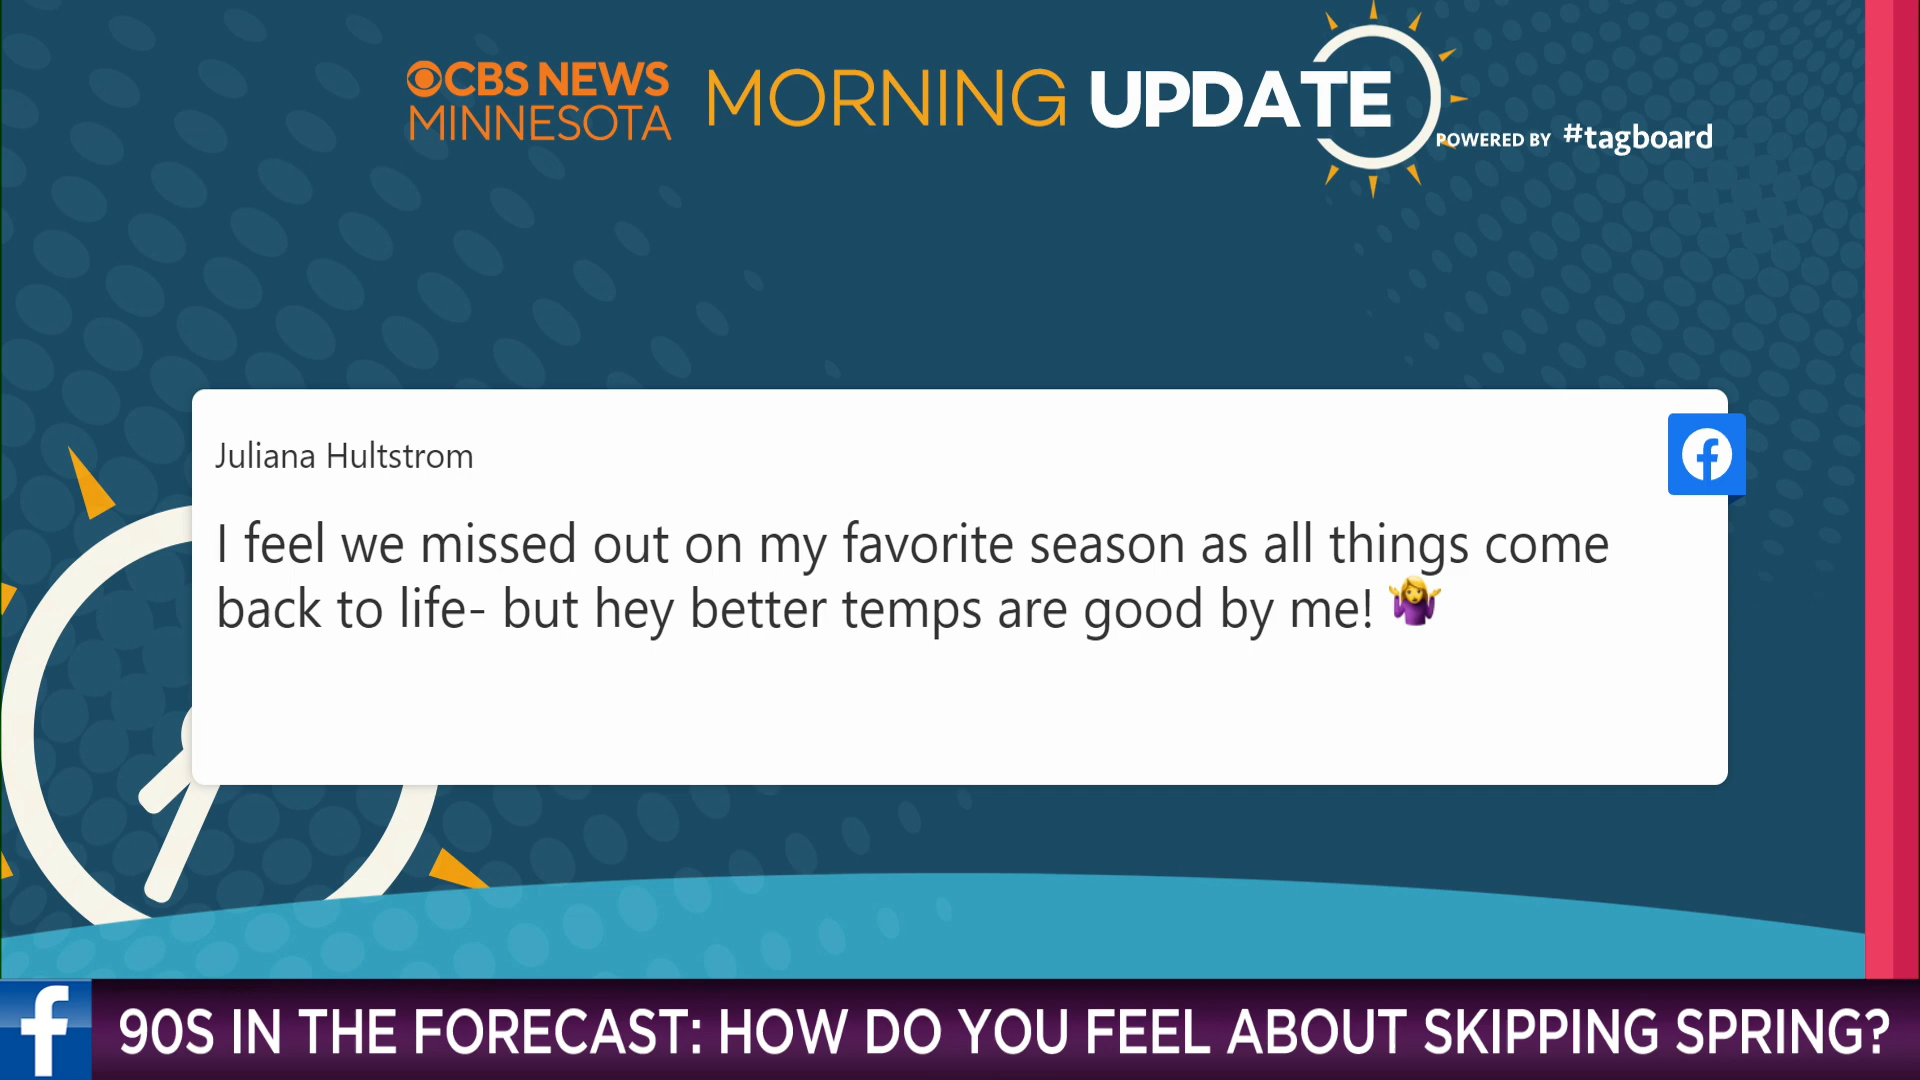 CBS NEWS
MINNESOTA
MORNING UPDATE
POWERED BY #tagboard
Juliana Hultstrom
I feel we missed out on my favorite season as all things come
back to life- but hey better temps are good by me! 🤷‍♀️
90S IN THE FORECAST: HOW DO YOU FEEL ABOUT SKIPPING SPRING?